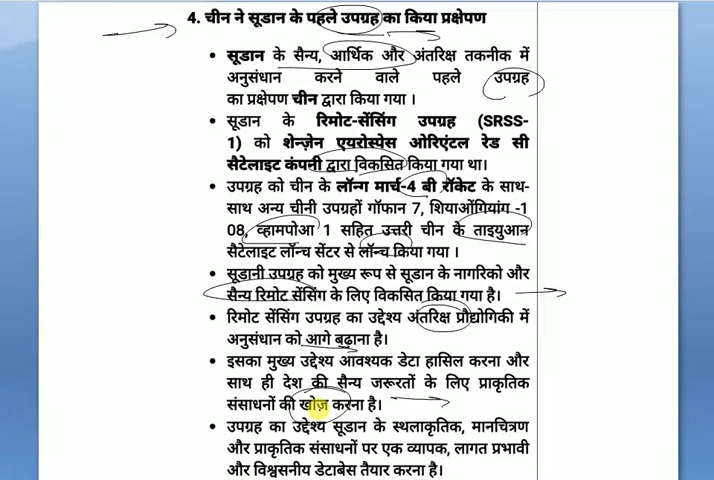 4. चीन ने सूडान के पहले उपग्रह का किया प्रक्षेपण
• सूडान के सैन्य, आर्थिक और अंतरिक्ष तकनीक में
अनुसंधान करने वाले पहले उपग्रह
का प्रक्षेपण चीन द्वारा किया गया ।
• सूडान के रिमोट-सेंसिंग उपग्रह (SRSS-
1) को शेन्ज़ेन एयरोस्पेस ओरिएंटल रेड सी
सैटेलाइट कंपनी द्वारा विकसित किया गया था।
• उपग्रह को चीन के लॉन्ग मार्च-4 बी रॉकेट के साथ-
साथ अन्य चीनी उपग्रहों गॉफान 7, शियाओंगियांग -1
08, व्हामपोआ 1 सहित उत्तरी चीन के ताइयुआन
सैटेलाइट लॉन्च सेंटर से लॉन्च किया गया ।
• सूडानी उपग्रह को मुख्य रूप से सूडान के नागरिको और
सैन्य रिमोट सेंसिंग के लिए विकसित किया गया है।
• रिमोट सेंसिंग उपग्रह का उद्देश्य अंतरिक्ष प्रौद्योगिकी में
अनुसंधान को आगे बढ़ाना है।
• इसका मुख्य उद्देश्य आवश्यक डेटा हासिल करना और
साथ ही देश की सैन्य जरूरतों के लिए प्राकृतिक
संसाधनों की खोज़ करना है।
• उपग्रह का उद्देश्य सूडान के स्थलाकृतिक, मानचित्रण
और प्राकृतिक संसाधनों पर एक व्यापक, लागत प्रभावी
और विश्वसनीय डेटाबेस तैयार करना है।